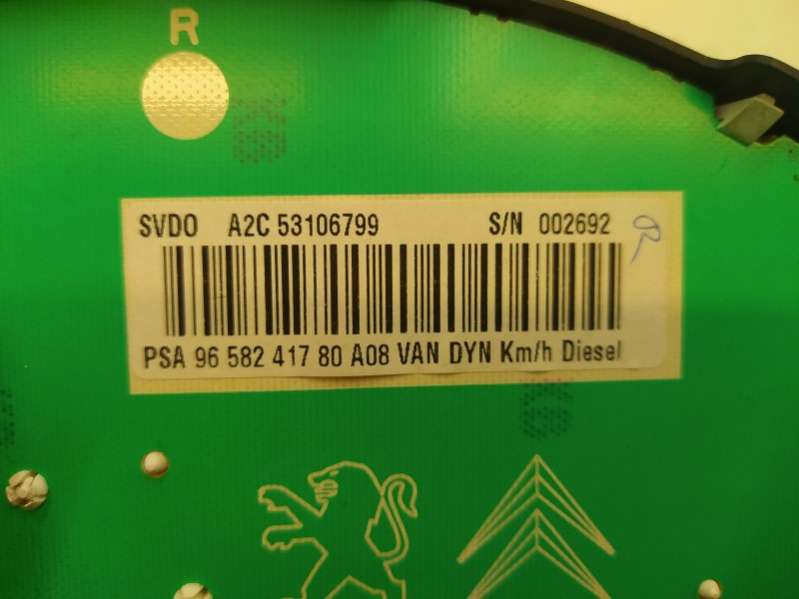 R
SVDO A2C 53106799 S/N 002692
PSA 96 582 417 80 A08 VAN DYN Km/h Diesel